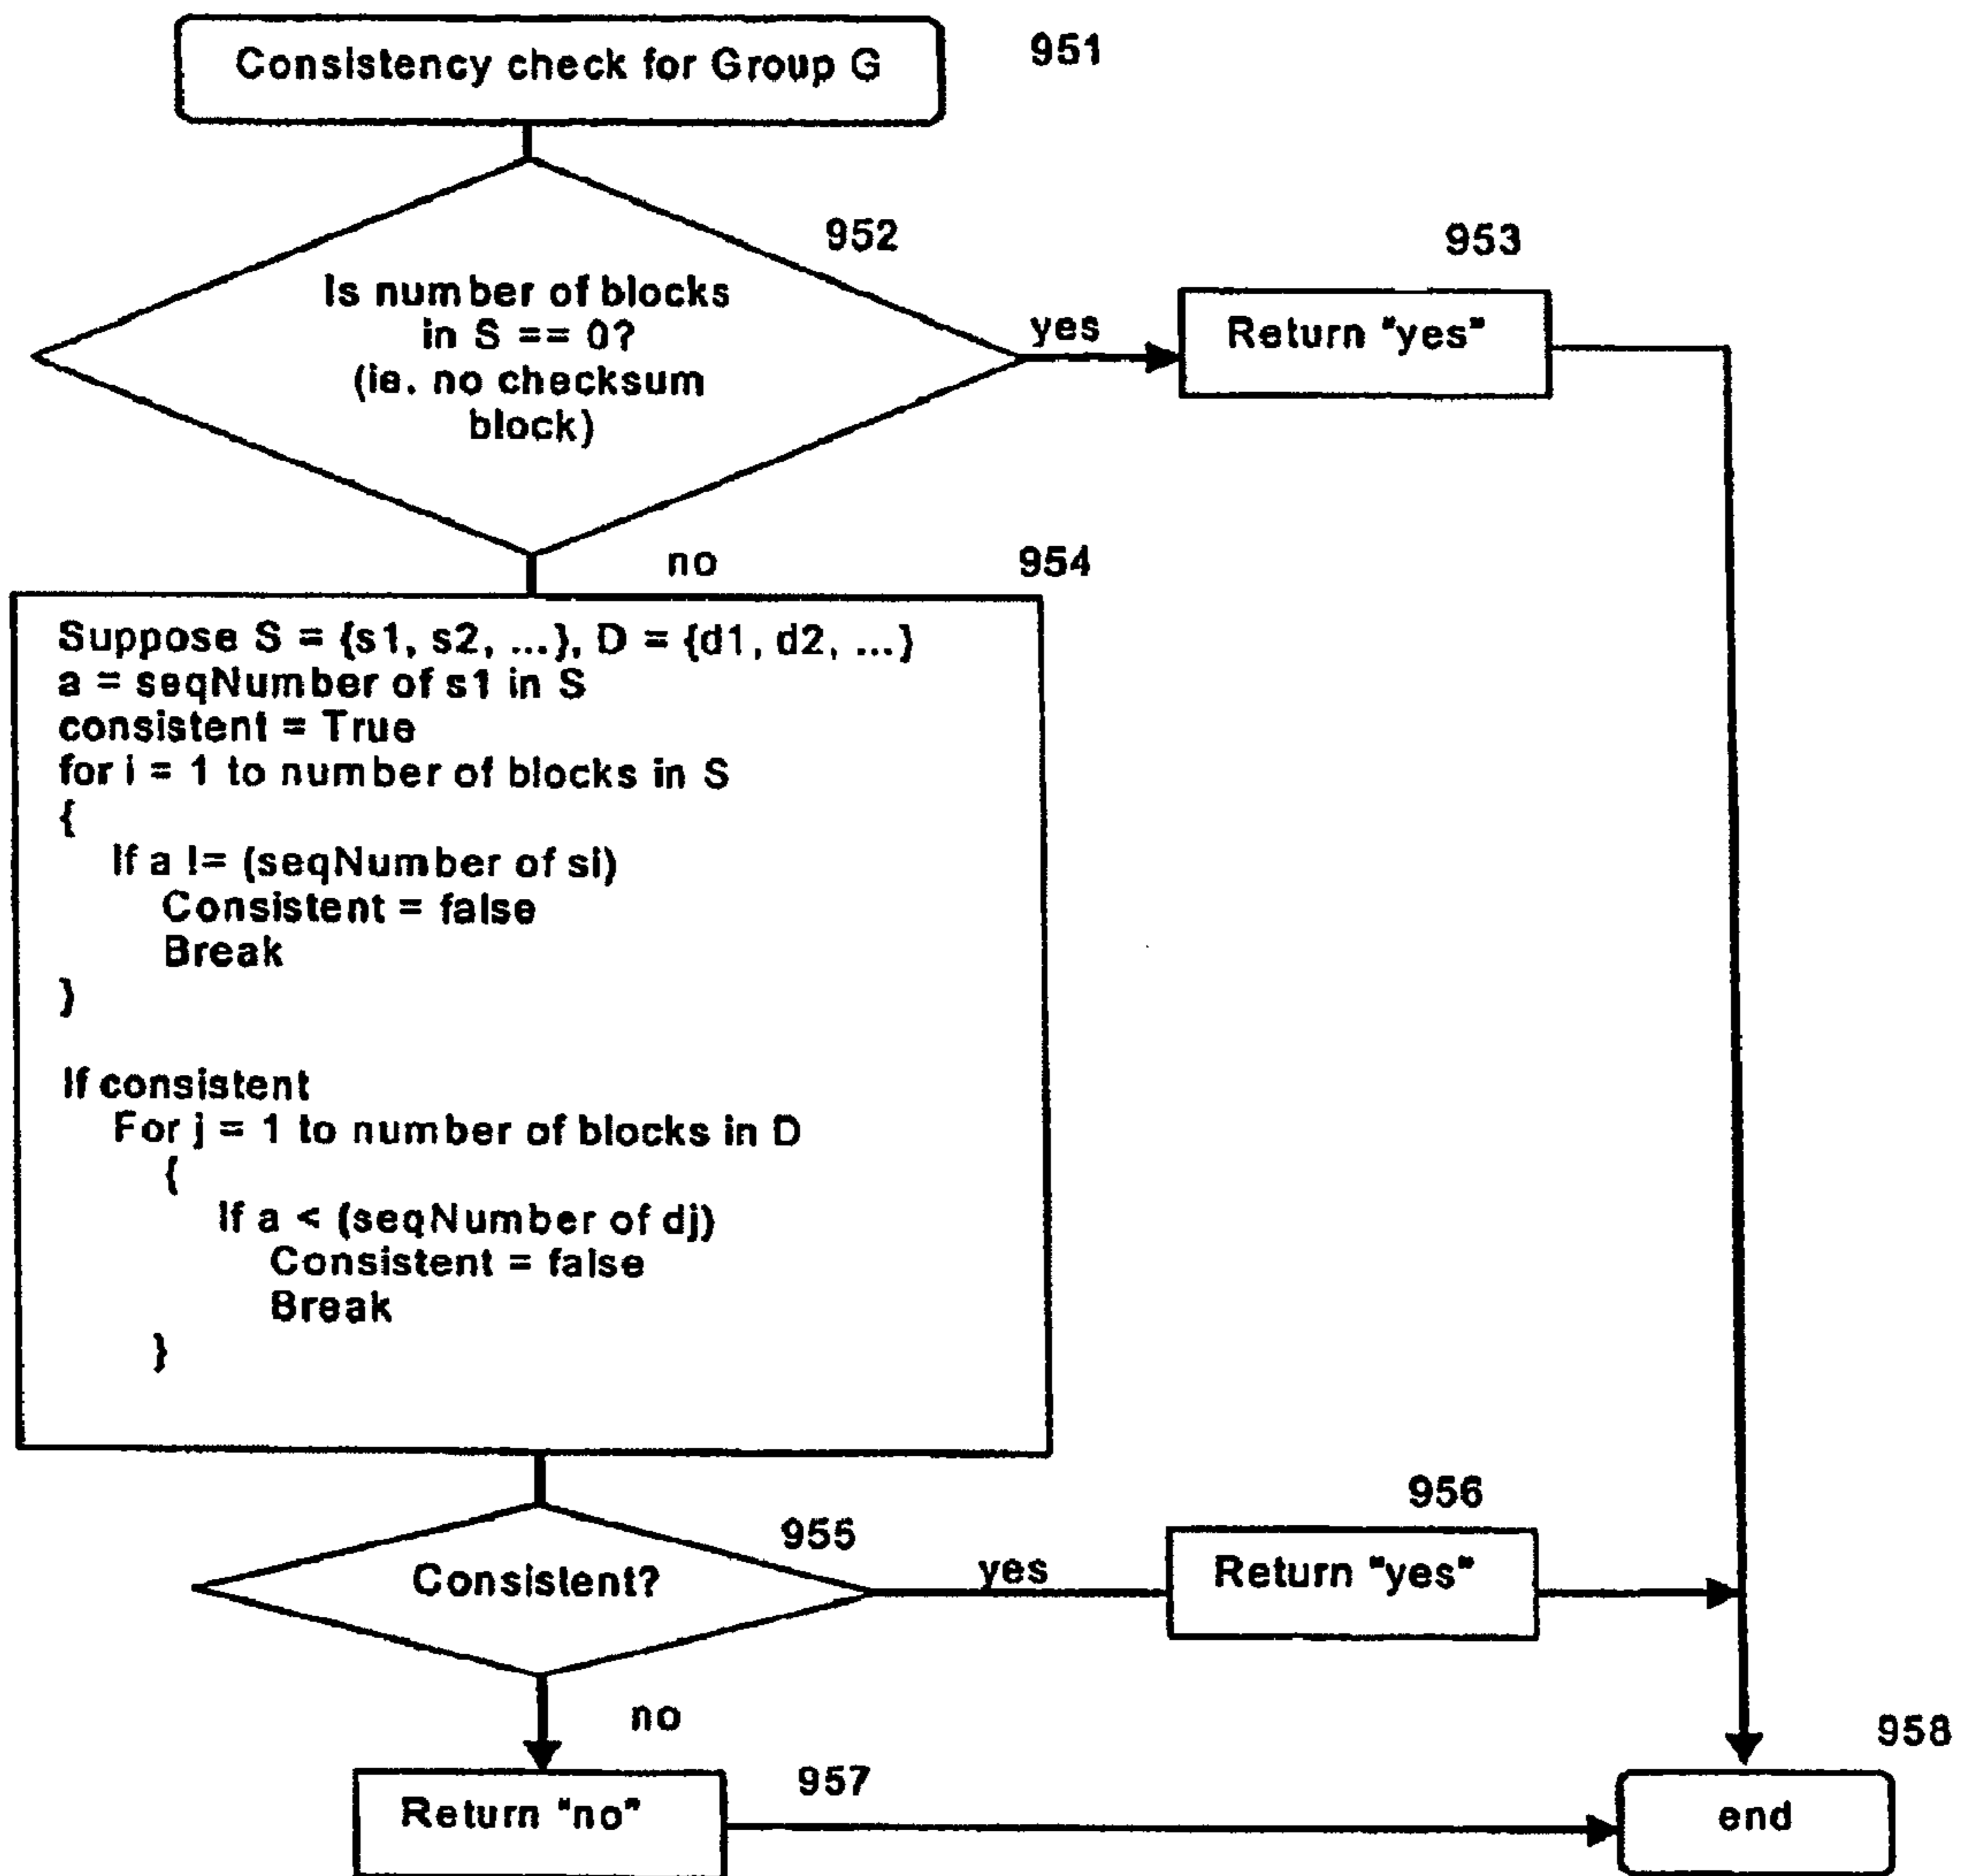 Consistency check for Group G
951
952
Is number of blocks
in S == 0?
(ie. no checksum
block)
yes
953
Return "yes"
no
954
Suppose S = {s1, s2, ...}, D = {d1, d2, ...}
a = seqNumber of s1 in S
consistent = True
for i = 1 to number of blocks in S
{
If a != (seqNumber of si)
Consistent = false
Break
}
If consistent
For j = 1 to number of blocks in D
{
If a < (seqNumber of dj)
Consistent = false
Break
}
955
Consistent?
yes
956
Return "yes"
no
957
Return "no"
958
end